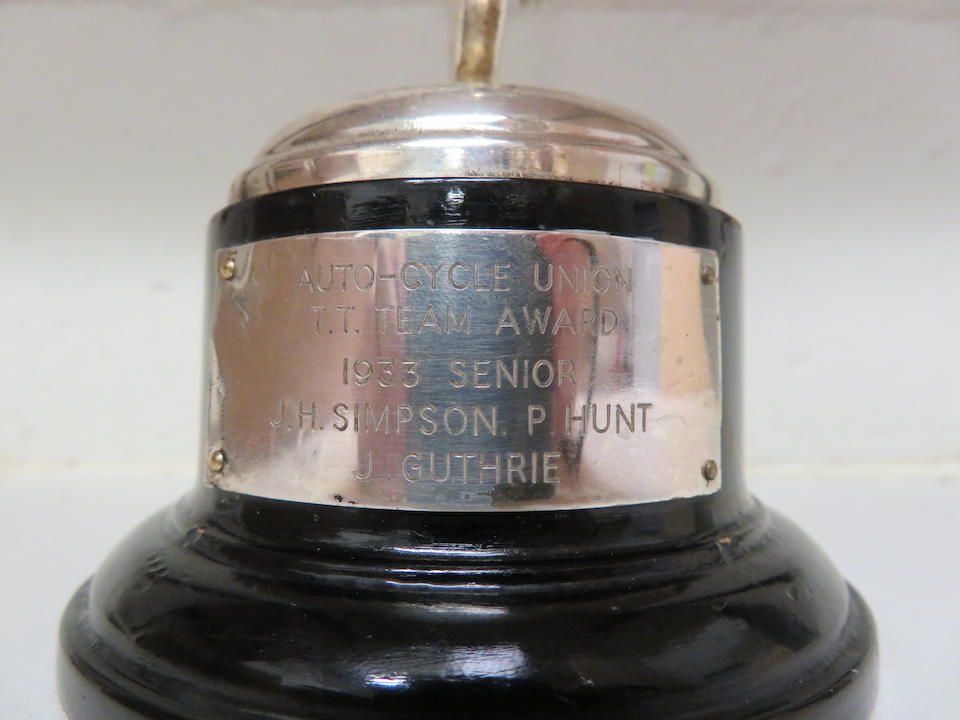 AUTO-CYCLE UNION
T.T. TEAM AWARD
1933 SENIOR
J.H. SIMPSON. P HUNT
J. GUTHRIE